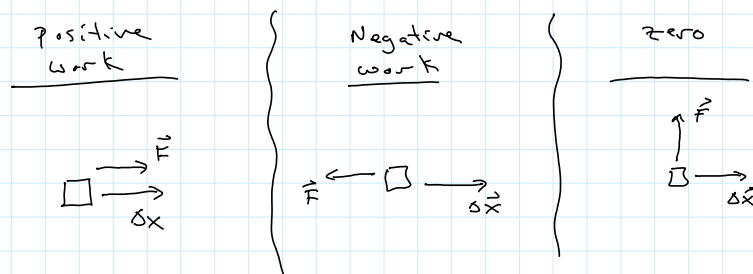 Positive
work
F⃗
Δx
Negative
work
F⃗
Δx⃗
zero
F⃗
Δx⃗